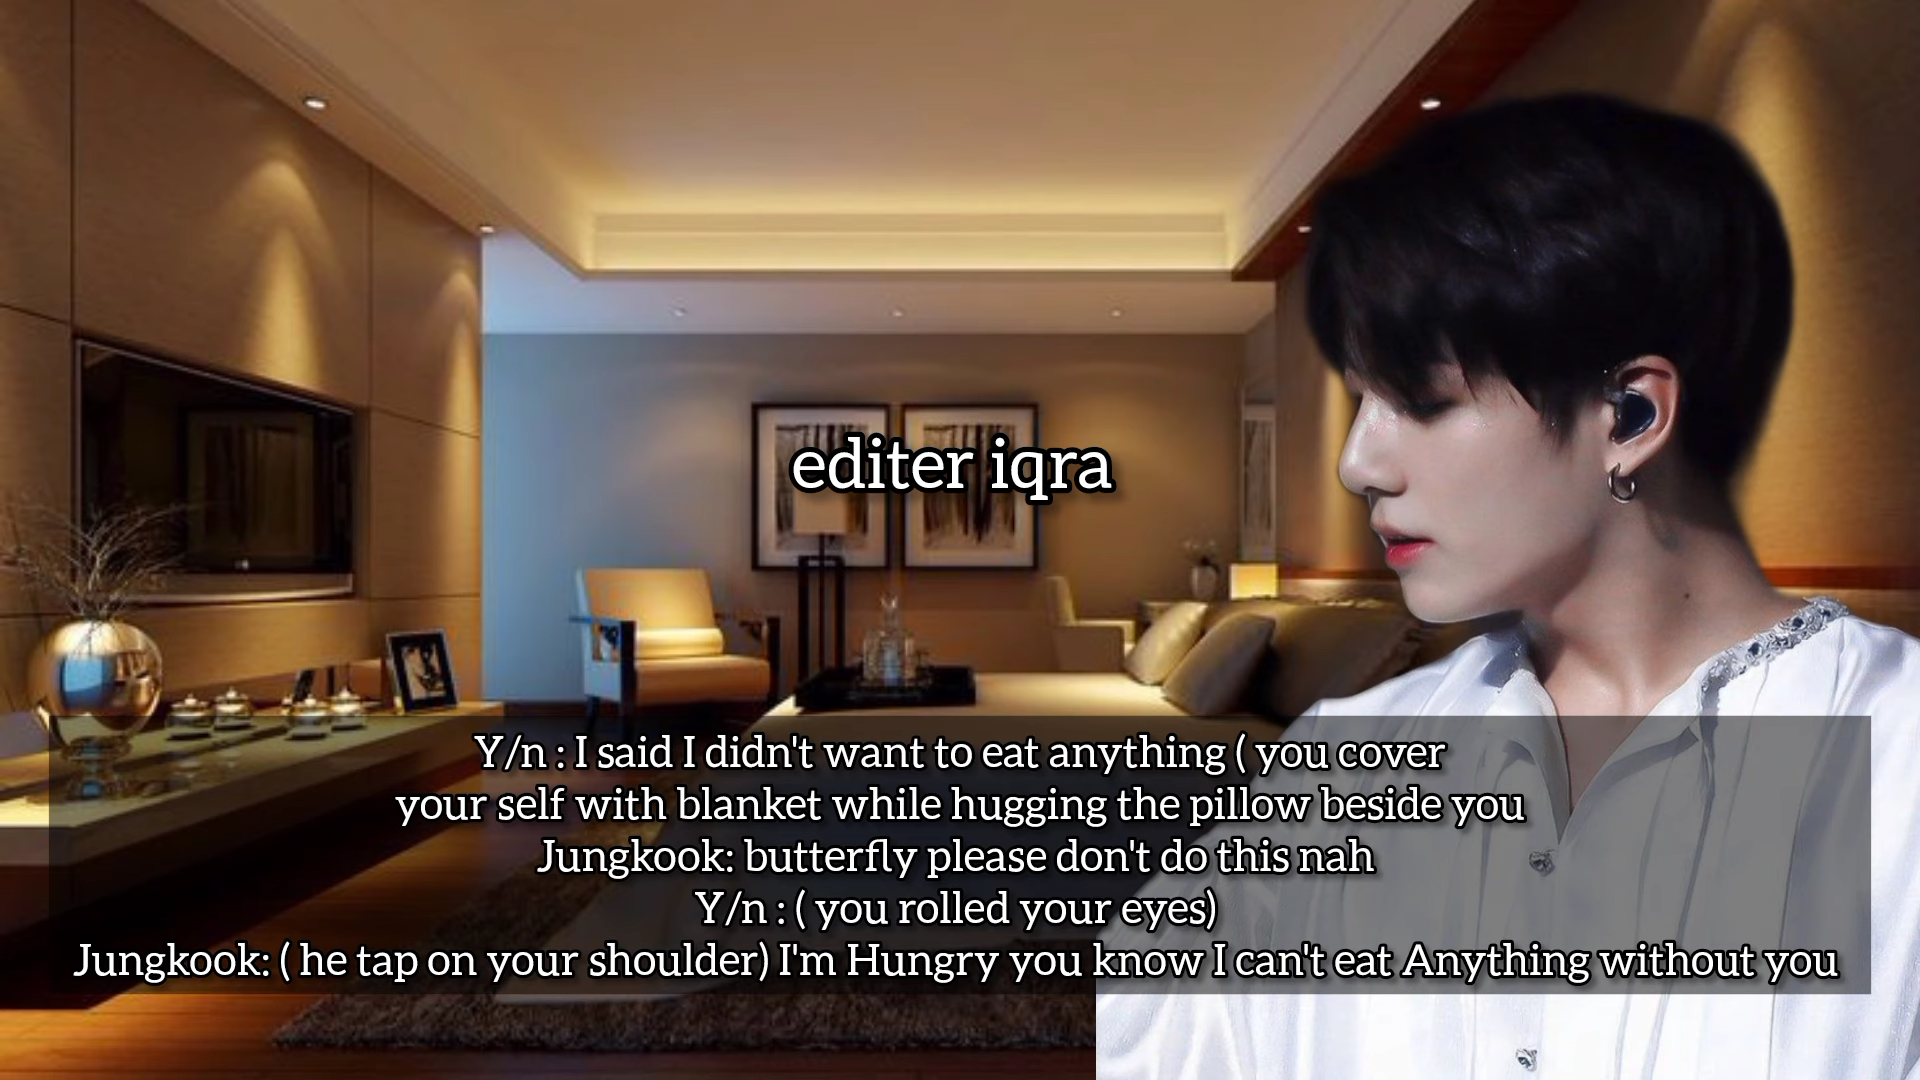 editer iqra
Y/n : I said I didn't want to eat anything ( you cover
your self with blanket while hugging the pillow beside you
Jungkook: butterfly please don't do this nah
Y/n : ( you rolled your eyes)
Jungkook: ( he tap on your shoulder) I'm Hungry you know I can't eat Anything without you